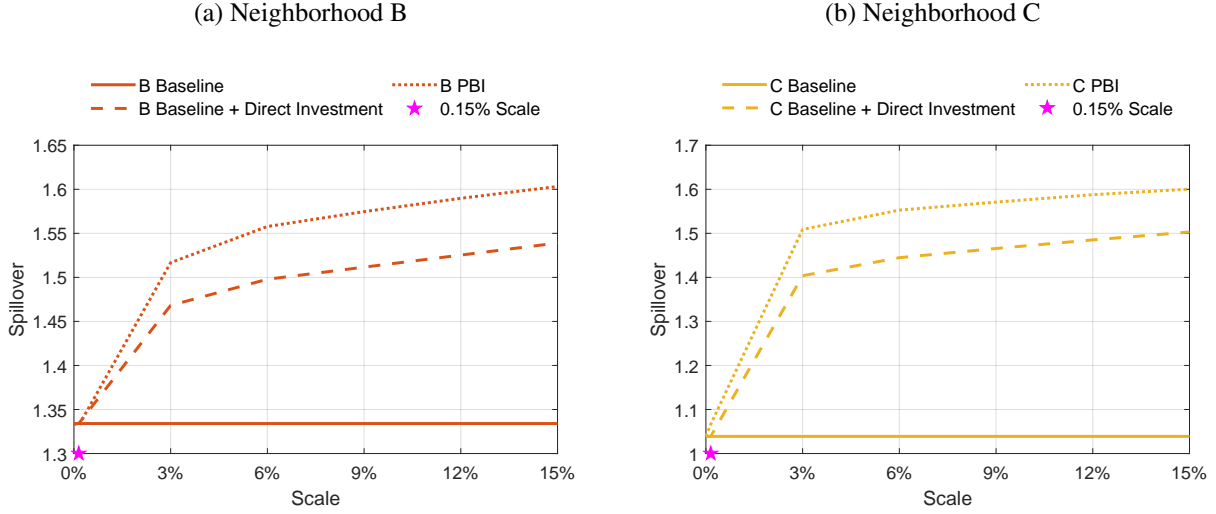 (a) Neighborhood B
B Baseline
B PBI
B Baseline + Direct Investment
0.15% Scale
1.65
1.6
1.55
1.5
1.45
1.4
1.35
1.3
Spillover
0%
3%
6%
9%
12%
15%
Scale
(b) Neighborhood C
C Baseline
C PBI
C Baseline + Direct Investment
0.15% Scale
1.7
1.6
1.5
1.4
1.3
1.2
1.1
1
Spillover
0%
3%
6%
9%
12%
15%
Scale